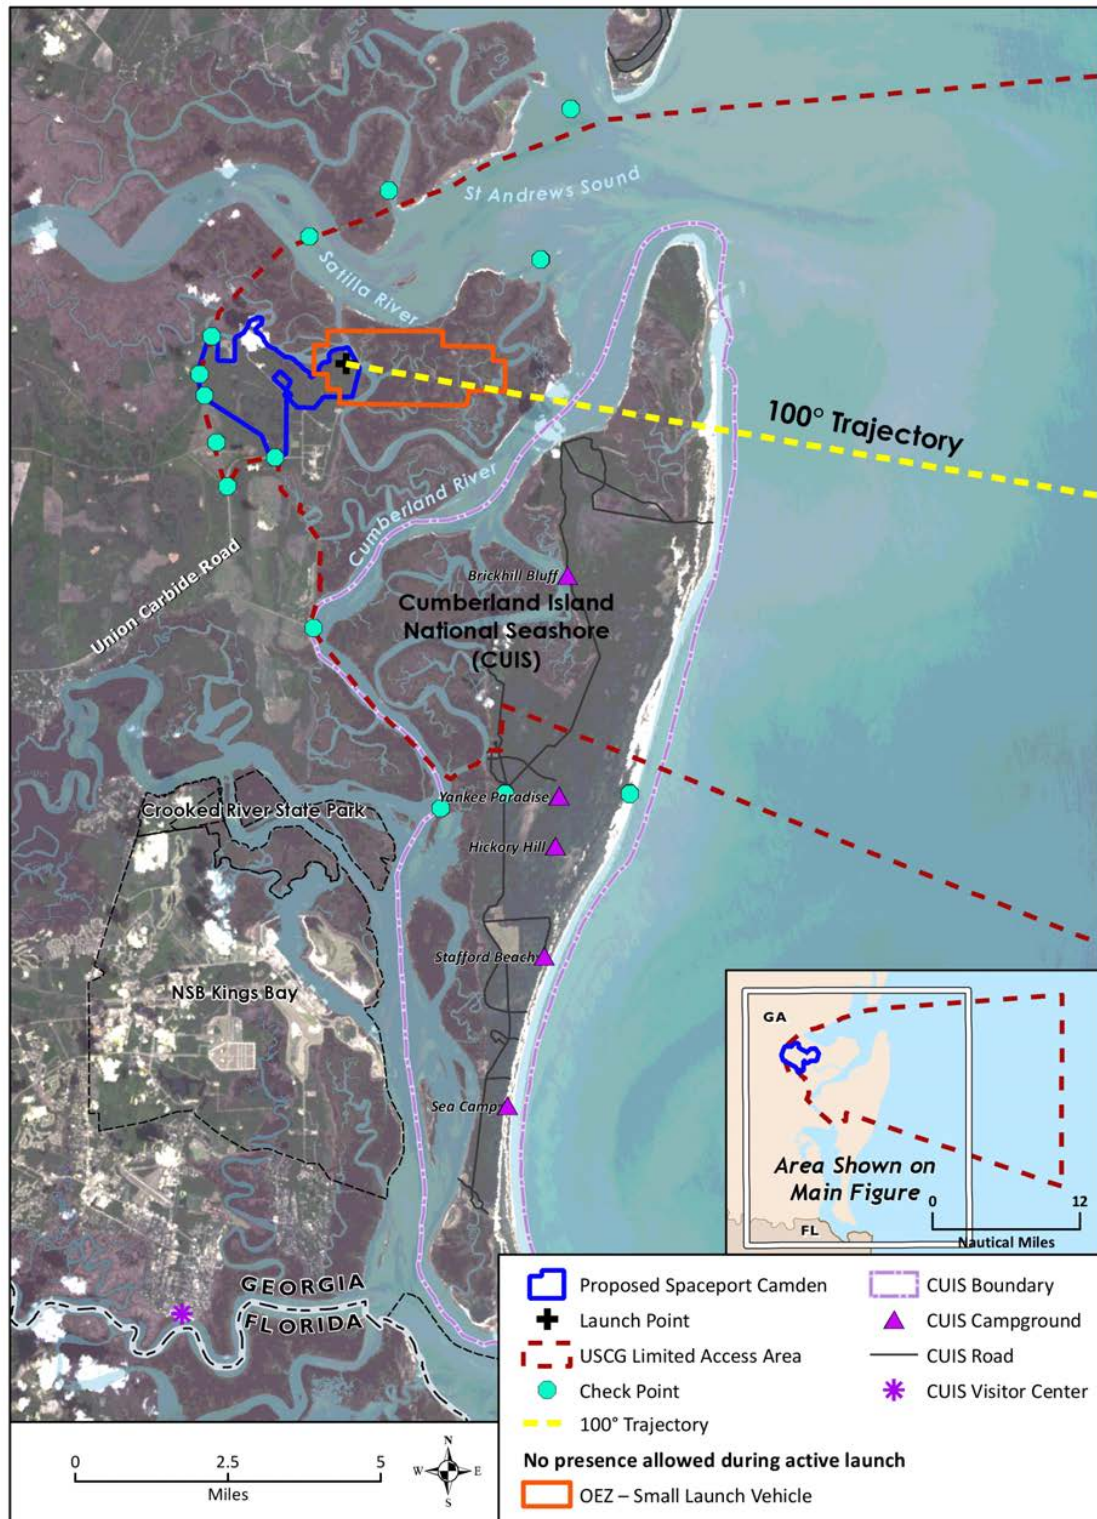 St Andrews Sound
Satilla River
100° Trajectory
Cumberland River
Union Carbide Road
Brickhill Bluff
Cumberland Island
National Seashore
(CUIS)
Yankee Paradise
Crooked River State Park
Hickory Hill
Stafford Beach
NSB Kings Bay
Sea Camp
GEORGIA
FLORIDA
GA
Area Shown on
Main Figure
0 12
Nautical Miles
FL
Proposed Spaceport Camden
Launch Point
USCG Limited Access Area
Check Point
100° Trajectory
No presence allowed during active launch
OEZ – Small Launch Vehicle
CUIS Boundary
CUIS Campground
CUIS Road
CUIS Visitor Center
0 2.5 5
Miles
N
W E
S